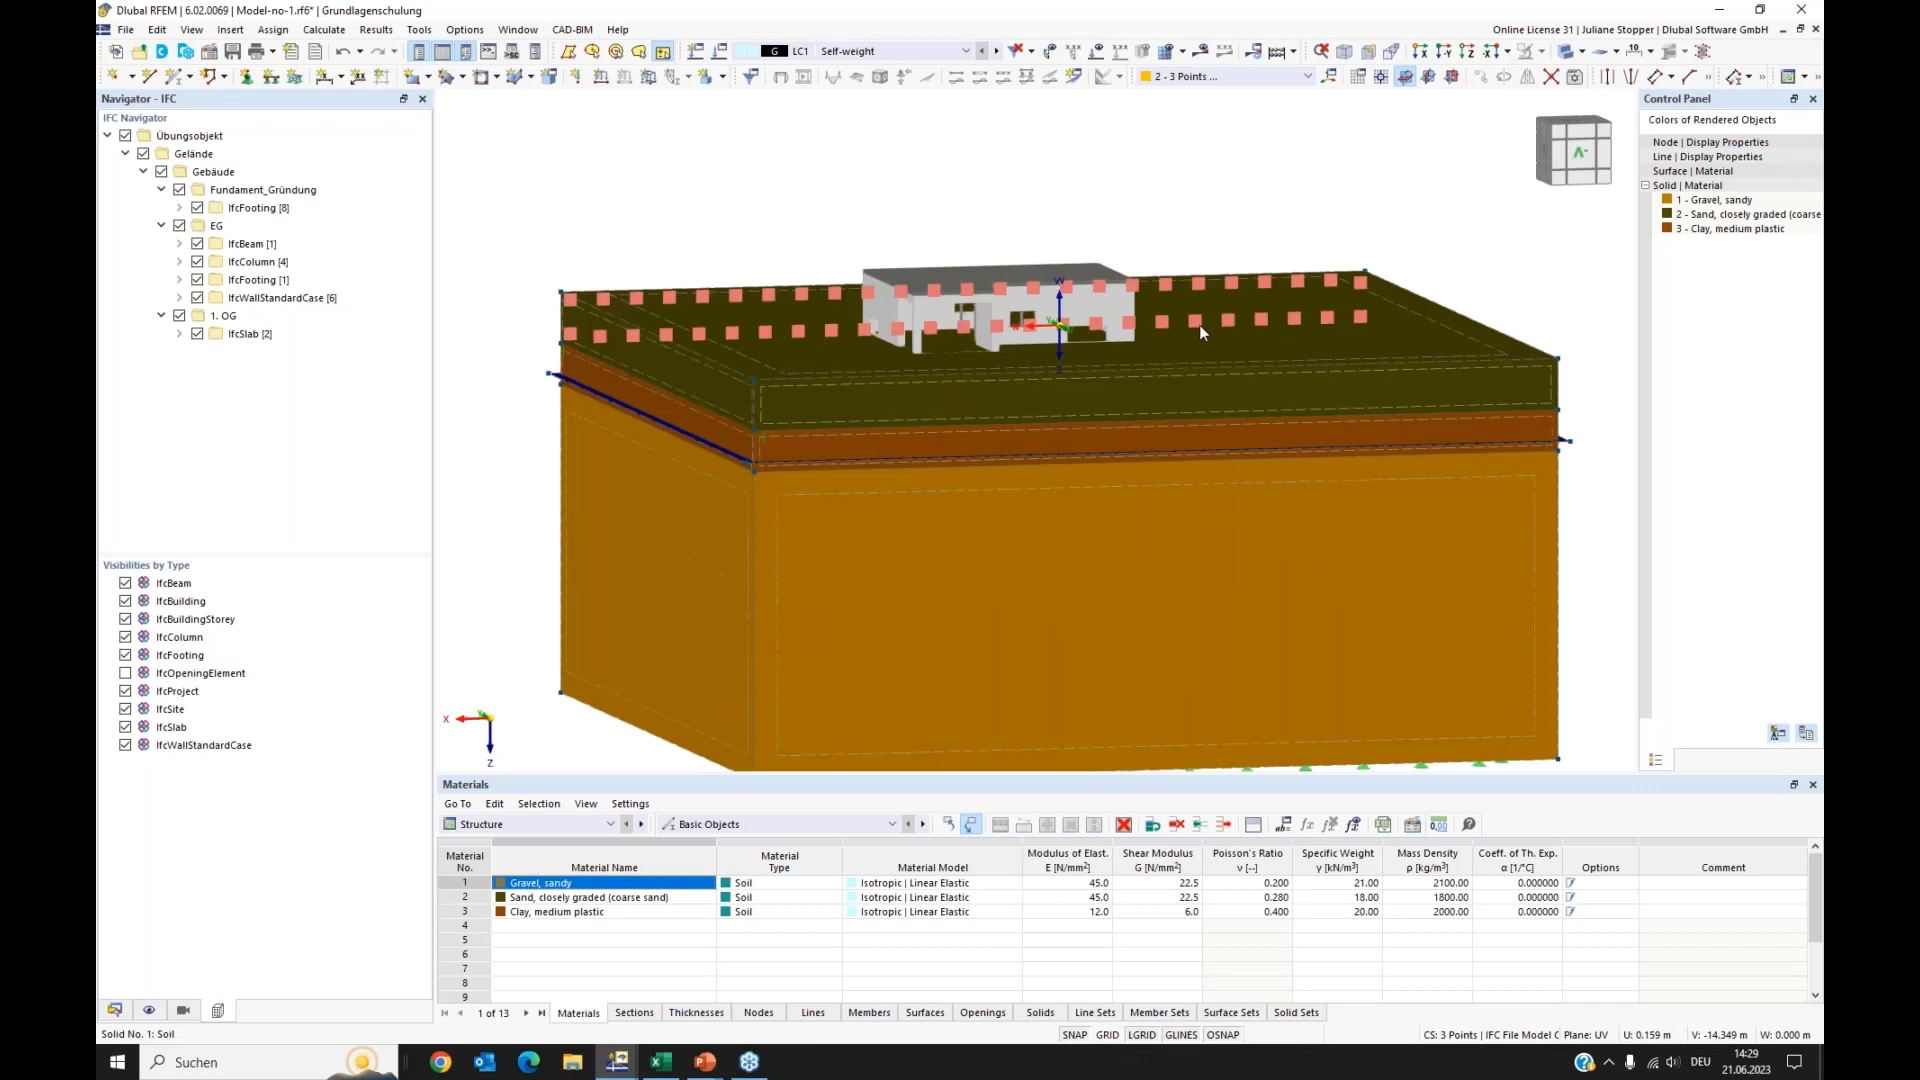 Dlubal RFEM | 6.02.0069 | Model-no-1.rf6* | Grundlagenschulung
File Edit View Insert Assign Calculate Results Tools Options Window CAD-BIM Help
Online License 31 | Juliane Stopper | Dlubal Software GmbH
G LC1 Self-weight
2 - 3 Points ...
Navigator - IFC
IFC Navigator
Übungsobjekt
Gelände
Gebäude
Fundament_Gründung
IfcFooting [8]
EG
IfcBeam [1]
IfcColumn [4]
IfcFooting [1]
IfcWallStandardCase [6]
1. OG
IfcSlab [2]
Visibilities by Type
IfcBeam
IfcBuilding
IfcBuildingStorey
IfcColumn
IfcFooting
IfcOpeningElement
IfcProject
IfcSite
IfcSlab
IfcWallStandardCase
X
Z
Control Panel
Colors of Rendered Objects
Node | Display Properties
Line | Display Properties
Surface | Material
Solid | Material
1 - Gravel, sandy
2 - Sand, closely graded (coarse
3 - Clay, medium plastic
Materials
Go To Edit Selection View Settings
Structure Basic Objects
Material No. Material Name Material Type Material Model Modulus of Elast. E [N/mm²] Shear Modulus G [N/mm²] Poisson's Ratio ν [--] Specific Weight γ [kN/m³] Mass Density ρ [kg/m³] Coeff. of Th. Exp. α [1/°C] Options Comment
1 Gravel, sandy Soil Isotropic | Linear Elastic 45.0 22.5 0.200 21.00 2100.00 0.000000
2 Sand, closely graded (coarse sand) Soil Isotropic | Linear Elastic 45.0 22.5 0.280 18.00 1800.00 0.000000
3 Clay, medium plastic Soil Isotropic | Linear Elastic 12.0 6.0 0.400 20.00 2000.00 0.000000
4
5
6
7
8
9
1 of 13 Materials Sections Thicknesses Nodes Lines Members Surfaces Openings Solids Line Sets Member Sets Surface Sets Solid Sets
Solid No. 1: Soil
SNAP GRID LGRID GLINES OSNAP
CS: 3 Points | IFC File Model C Plane: UV U: 0.159 m V: -14.349 m W: 0.000 m
Suchen
DEU
14:29
21.06.2023